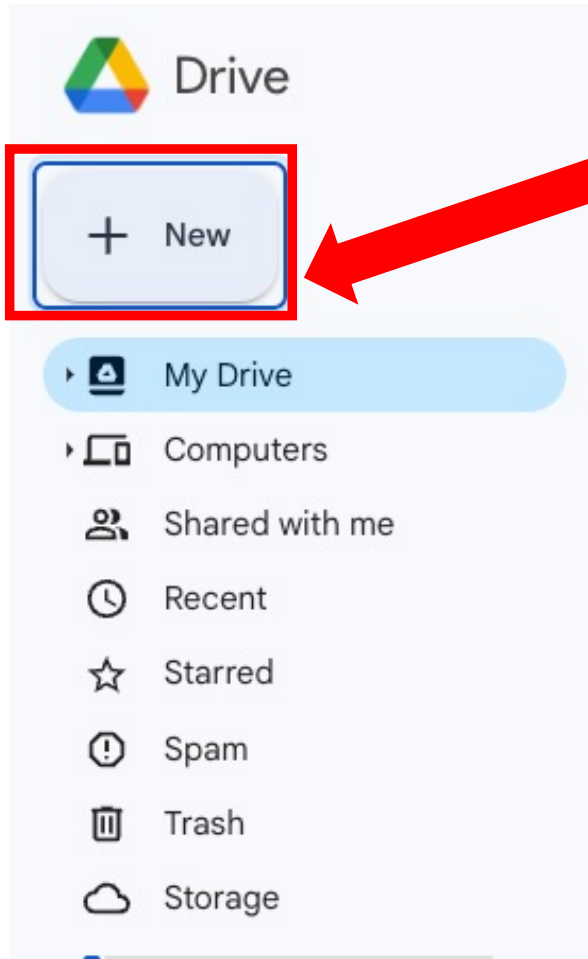 Drive
New
My Drive
Computers
Shared with me
Recent
Starred
Spam
Trash
Storage